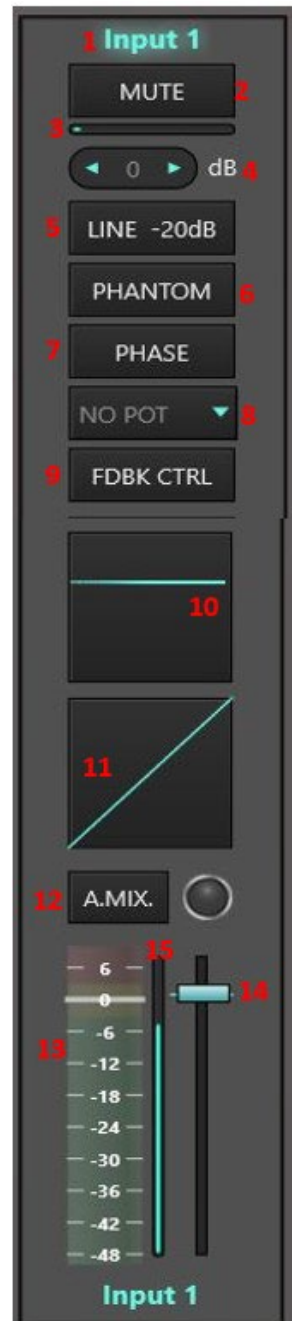 1 Input 1
MUTE 2
3
0 dB 4
5 LINE -20dB
PHANTOM 6
7 PHASE
NO POT 8
9 FDBK CTRL
10
11
12 A.MIX.
15
6
0 14
-6
13
-12
-18
-24
-30
-36
-42
-48
Input 1